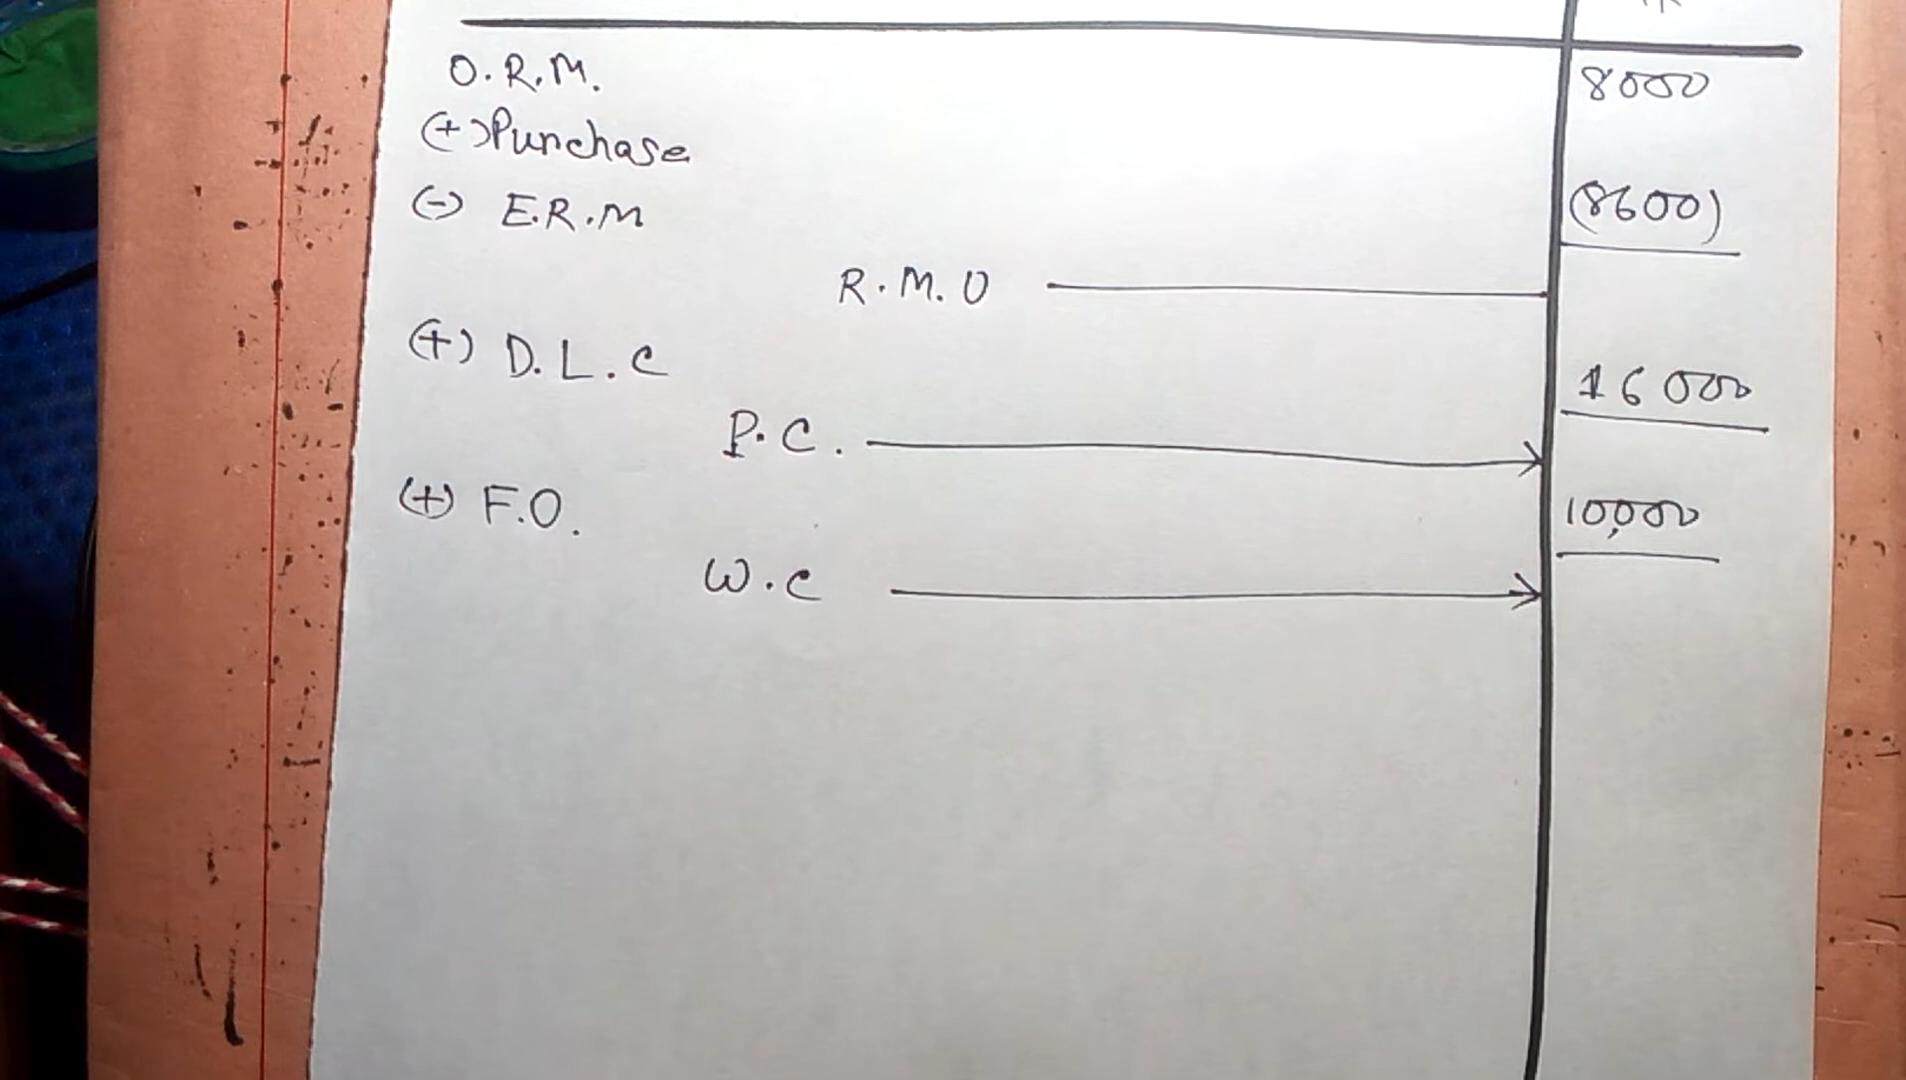 O.R.M. 8000
(+) Purchase
(-) E.R.M (8600)
R.M.U
(+) D.L.C 16000
P.C.
(+) F.O. 10,000
W.C